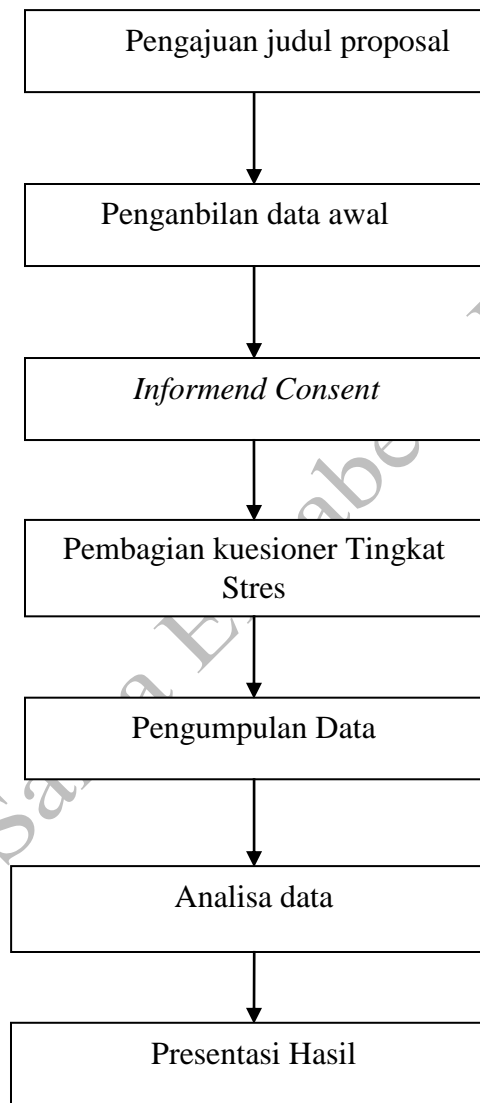 Pengajuan judul proposal
Penganbilan data awal
Informend Consent
Pembagian kuesioner Tingkat
Stres
Pengumpulan Data
Analisa data
Presentasi Hasil